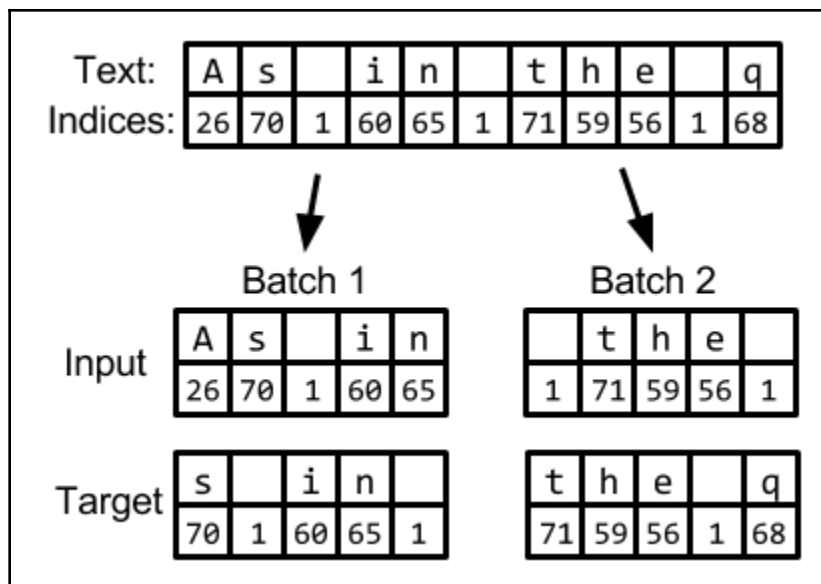 Text: A s   i n   t h e   q
Indices: 26 70 1 60 65 1 71 59 56 1 68
Batch 1 Batch 2
Input A s   i n     t h e
26 70 1 60 65 1 71 59 56 1
Target s   i n   t h e   q
70 1 60 65 1 71 59 56 1 68